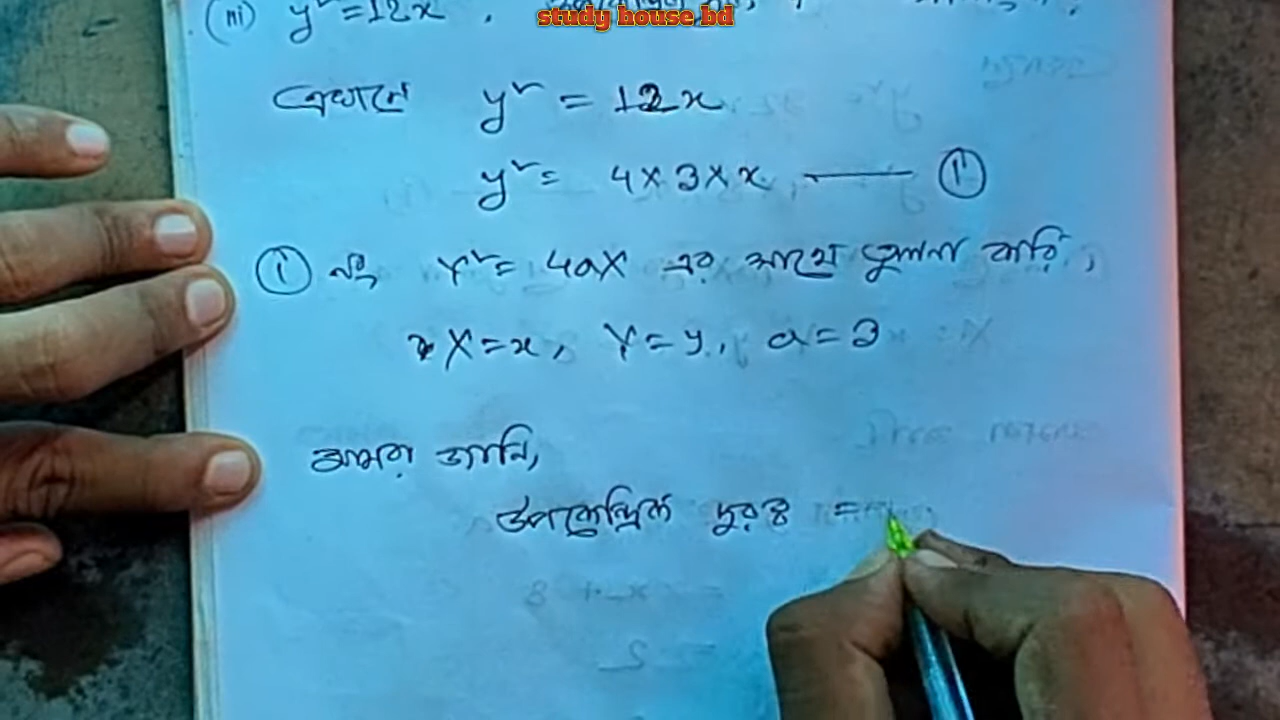 study house bd
(iii) y² = 12x .
এখানে y² = 12x
y² = 4×3×x —— ①
① নং Y² = 4aX এর সাথে তুলনা করি,
X = x, Y = y, a = 3
আমরা জানি,
উপকেন্দ্রিক দূরত্ব =